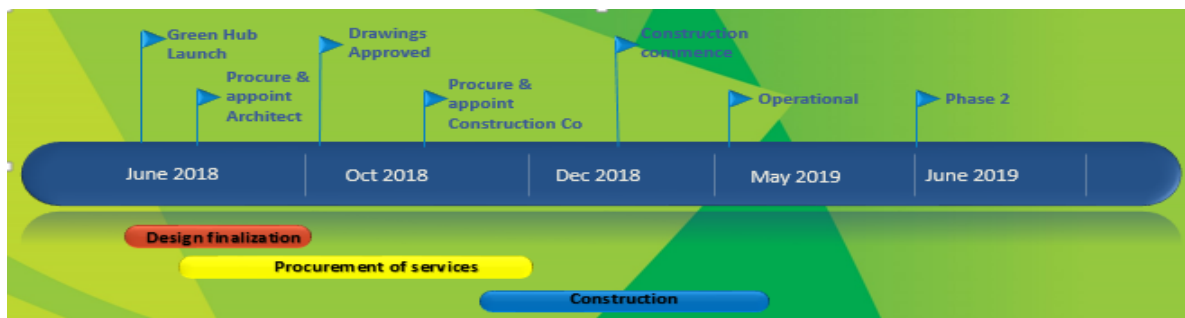 Green Hub
Launch
Procure &
appoint
Architect
Drawings
Approved
Procure &
appoint
Construction Co
Construction
commence
Operational
Phase 2
June 2018
Oct 2018
Dec 2018
May 2019
June 2019
Design finalization
Procurement of services
Construction